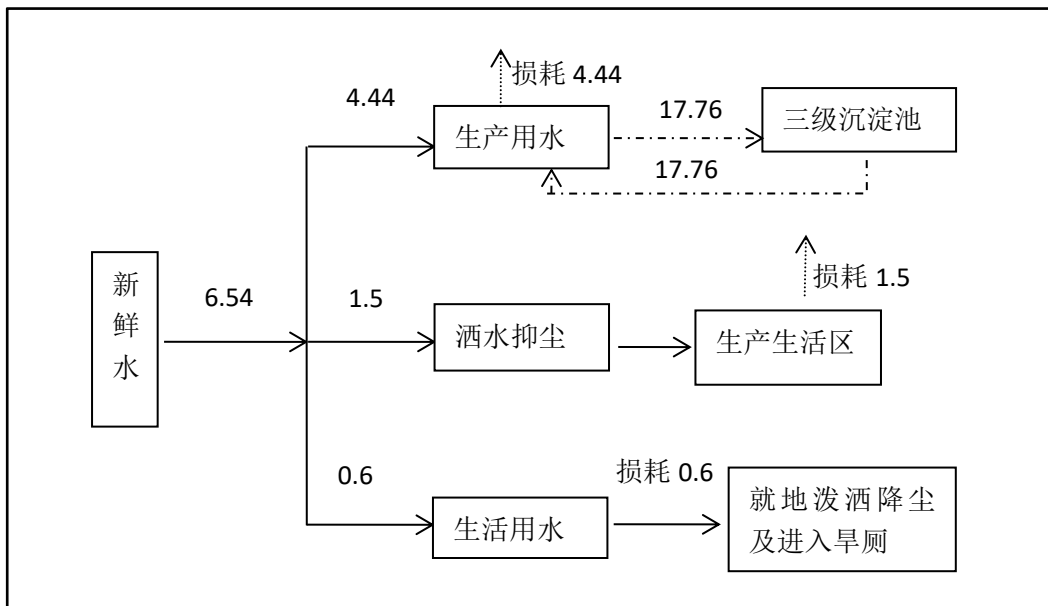 损耗 4.44
4.44
生产用水
17.76
三级沉淀池
17.76
新
鲜
水
6.54
1.5
洒水抑尘
损耗 1.5
生产生活区
0.6
生活用水
损耗 0.6
就地泼洒降尘
及进入旱厕